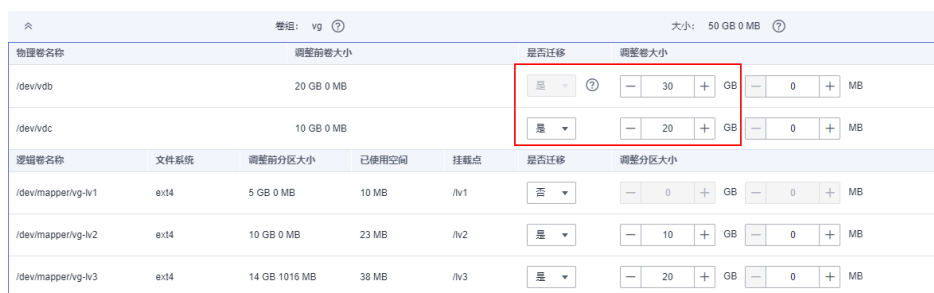 卷组： vg ? 大小： 50 GB 0 MB ?
物理卷名称 调整前卷大小 是否迁移 调整卷大小
/dev/vdb 20 GB 0 MB 是 ? — 30 + GB — 0 + MB
/dev/vdc 10 GB 0 MB 是 — 20 + GB — 0 + MB
逻辑卷名称 文件系统 调整前分区大小 已使用空间 挂载点 是否迁移 调整分区大小
/dev/mapper/vg-lv1 ext4 5 GB 0 MB 10 MB /lv1 否 — 0 + GB — 0 + MB
/dev/mapper/vg-lv2 ext4 10 GB 0 MB 23 MB /lv2 是 — 10 + GB — 0 + MB
/dev/mapper/vg-lv3 ext4 14 GB 1016 MB 38 MB /lv3 是 — 20 + GB — 0 + MB